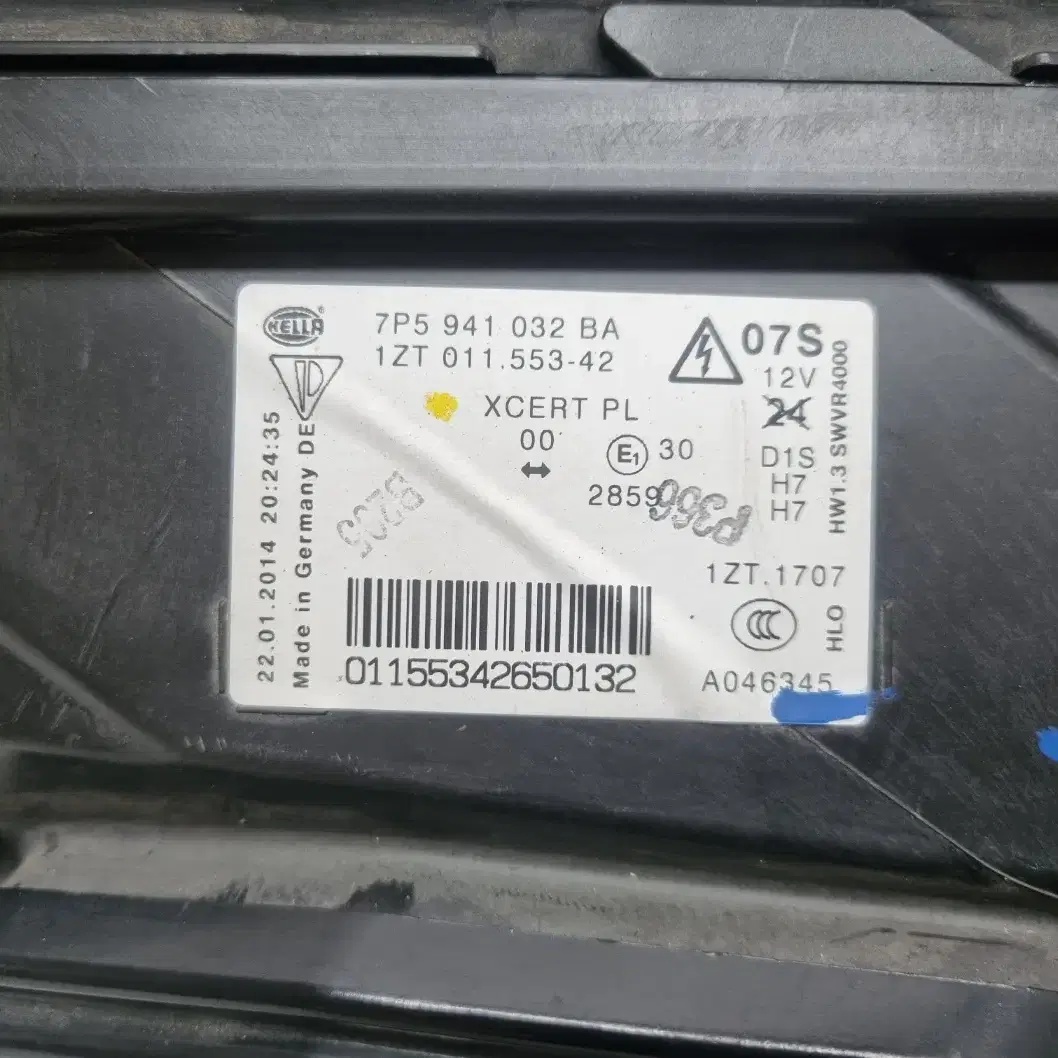 HELLA
7P5 941 032 BA
1ZT 011.553-42
07S
12V
24
XCERT PL
00
E1
30
2859
P366
D1S
H7
H7
HW1.3 SWVR4000
22.01.2014 20:24:35
Made in Germany DE
1ZT.1707
CCC
HLO
01155342650132
A046345